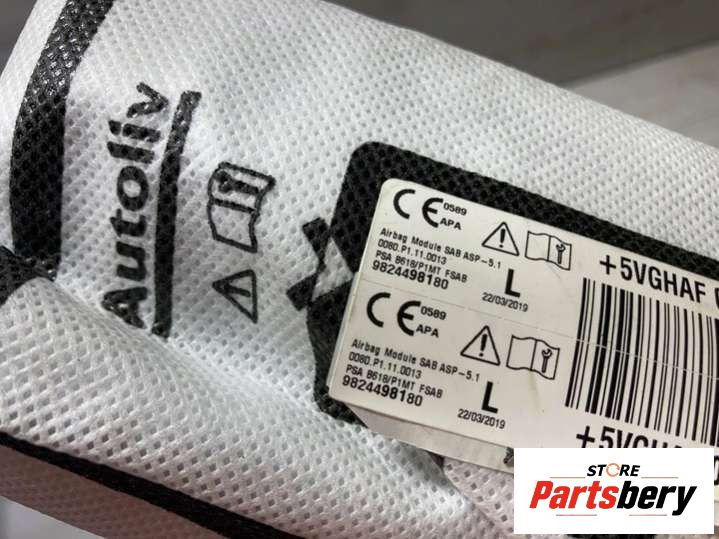 Autoliv
CE 0589
APA
Airbag Module SAB ASP-5.1
0080.P1.11.0013
PSA B618/P1MT FSAB
9824498180
L
22/03/2019
+5VGHAF
CE 0589
APA
Airbag Module SAB ASP-5.1
0080.P1.11.0013
PSA B618/P1MT FSAB
9824498180
L
22/03/2019
STORE
Partsbery